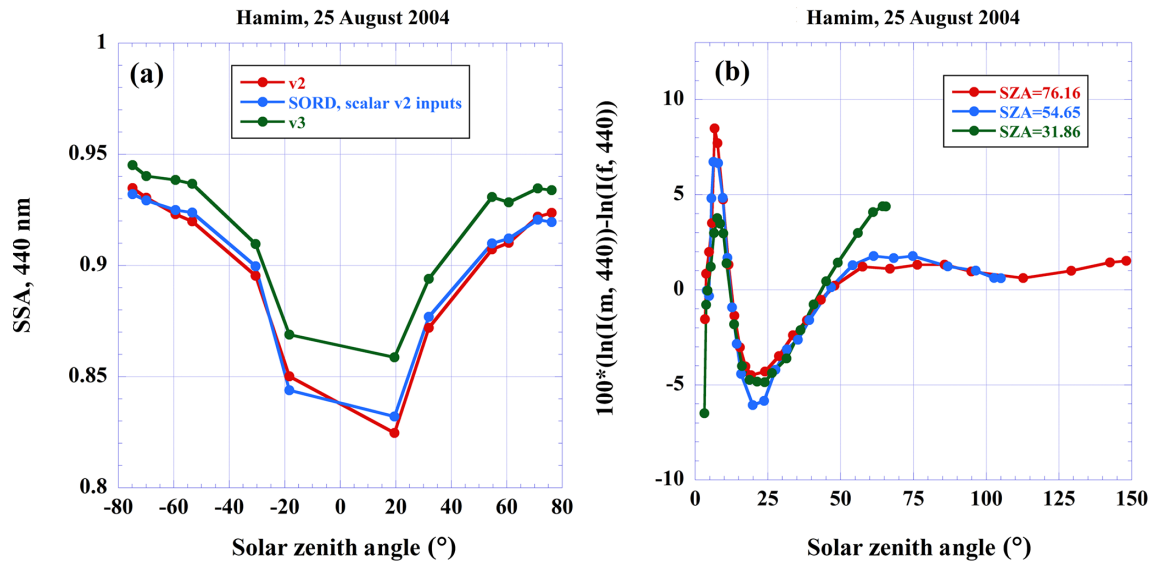 Hamim, 25 August 2004
(a)
v2
SORD, scalar v2 inputs
v3
SSA, 440 nm
1
0.95
0.9
0.85
0.8
-80 -60 -40 -20 0 20 40 60 80
Solar zenith angle (°)
Hamim, 25 August 2004
(b)
SZA=76.16
SZA=54.65
SZA=31.86
100*(ln(I(m, 440))-ln(I(f, 440))
10
5
0
-5
-10
0 25 50 75 100 125 150
Solar zenith angle (°)